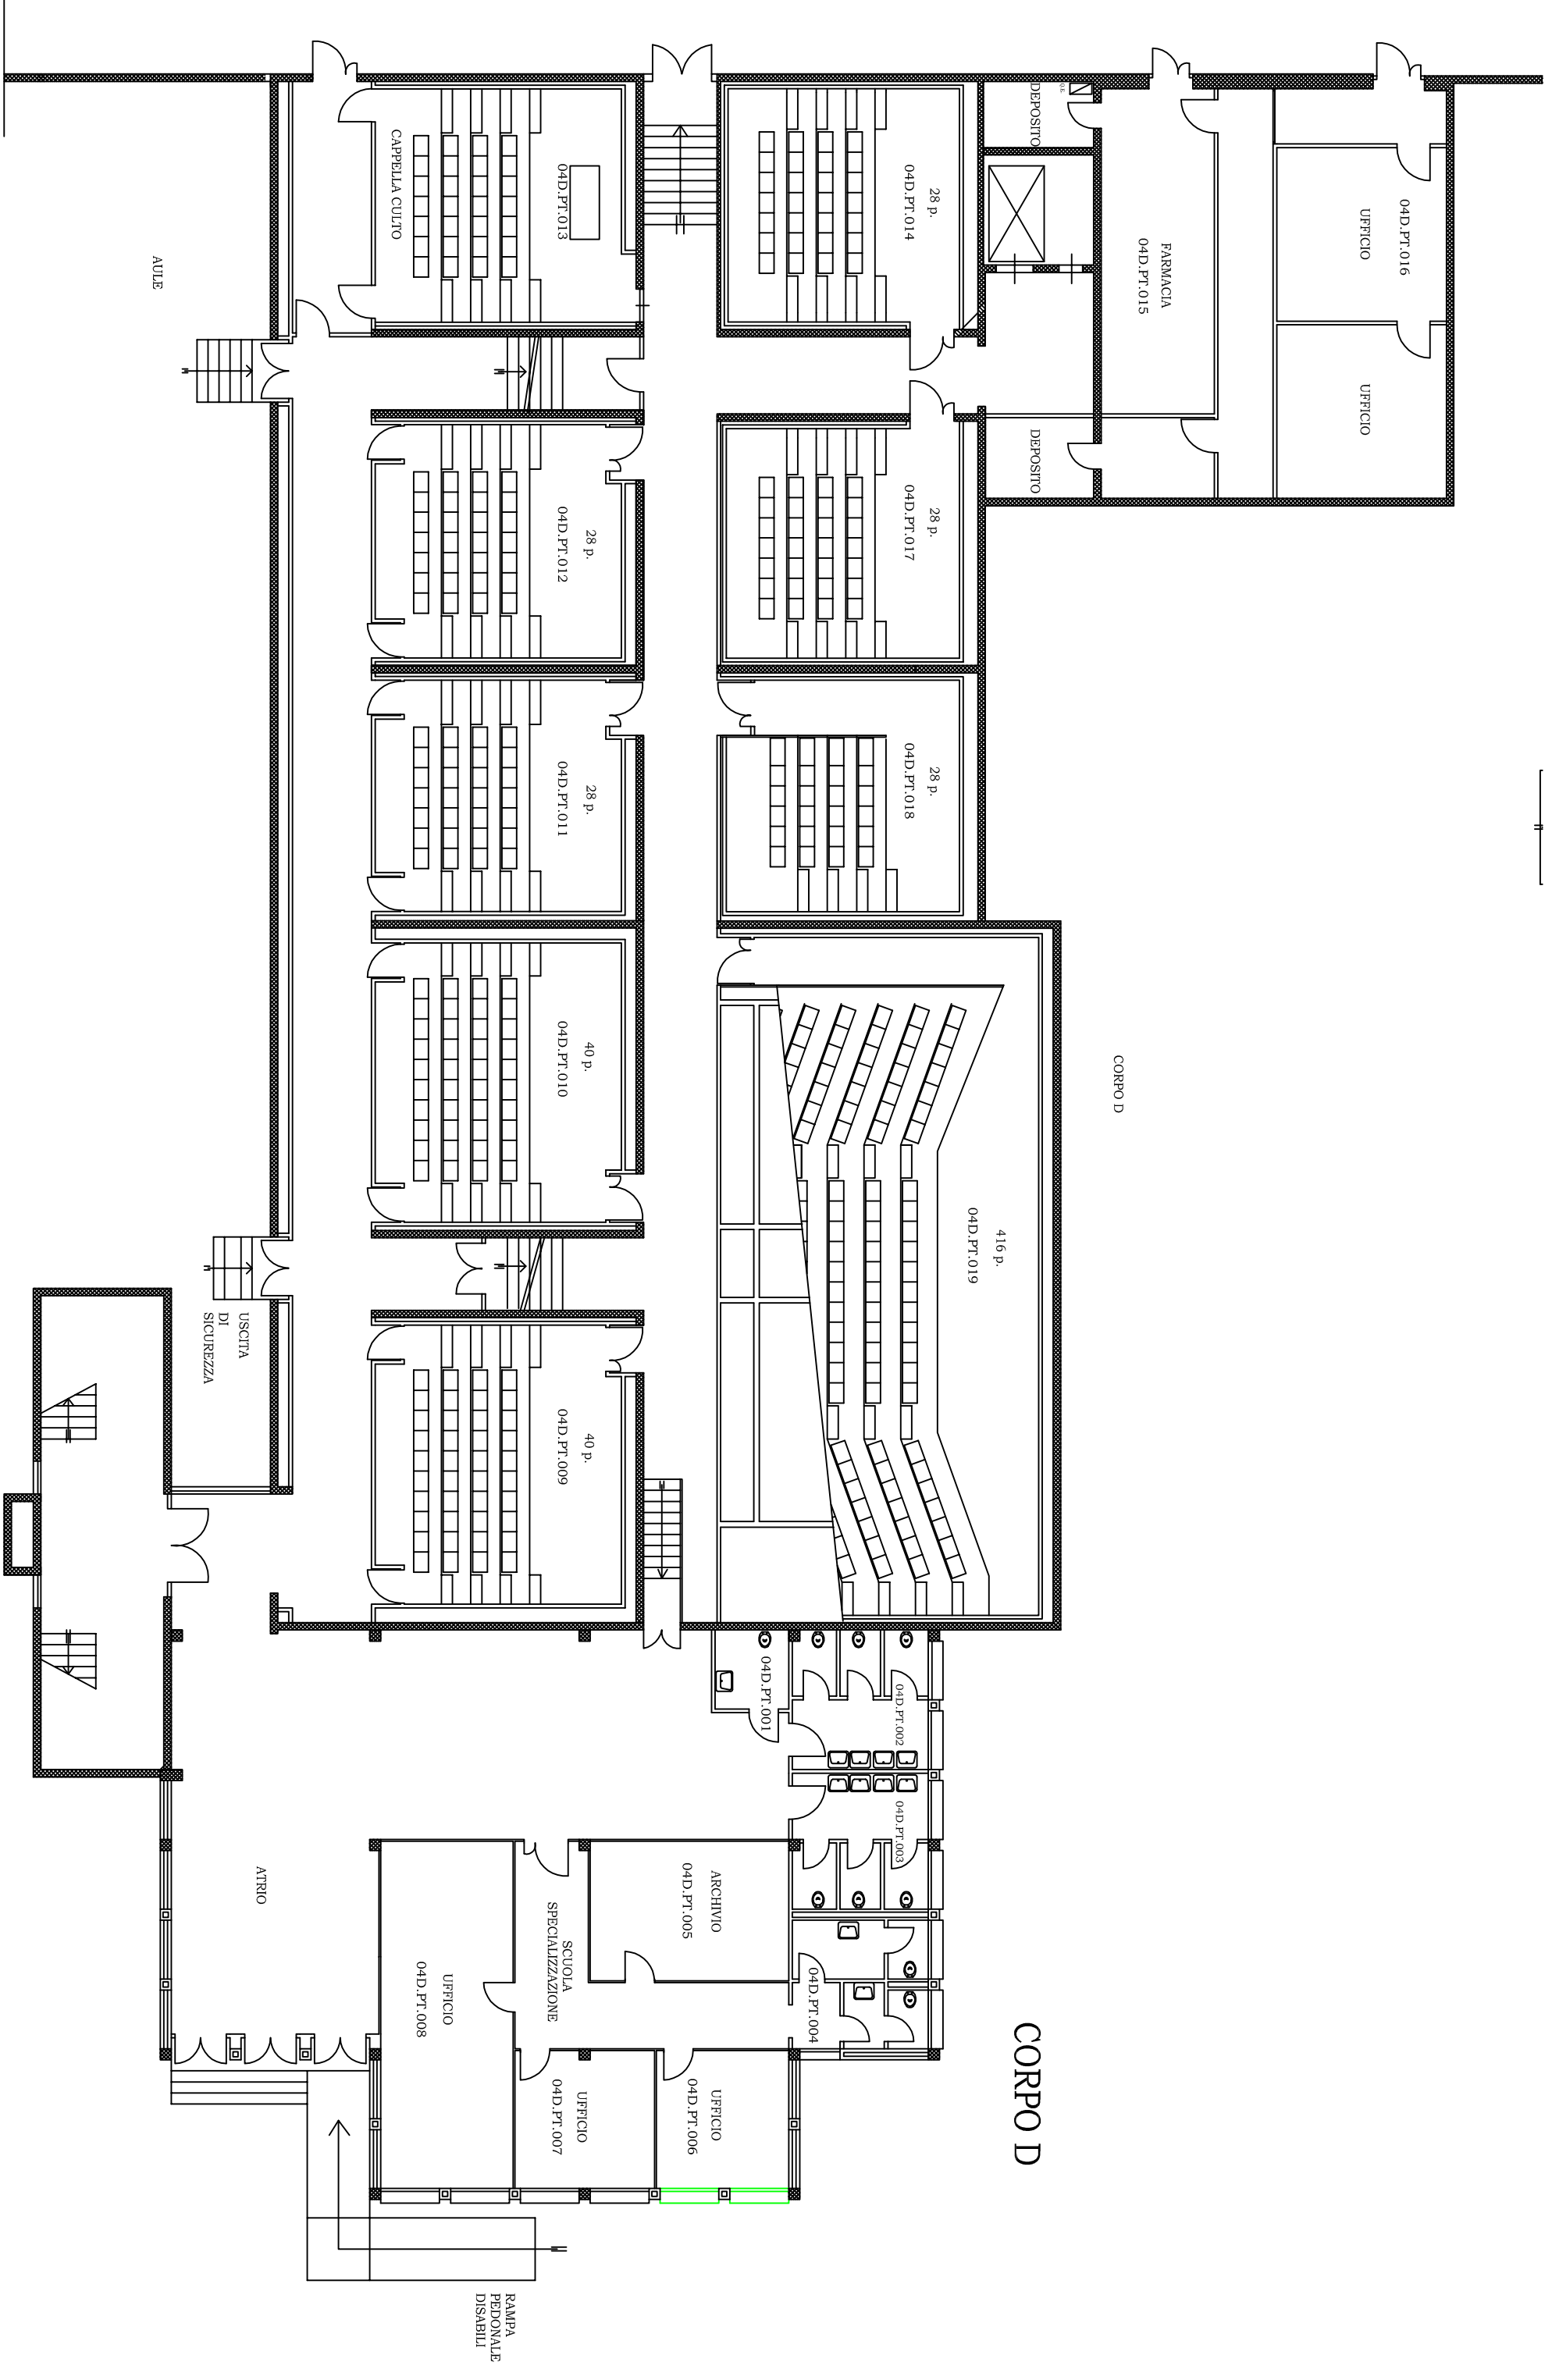 DEPOSITO
28 p.
04D.PT.014
CAPPELLA CULTO
04D.PT.013
04D.PT.016
UFFICIO
FARMACIA
04D.PT.015
AULE
UFFICIO
DEPOSITO
28 p.
04D.PT.017
28 p.
04D.PT.012
28 p.
04D.PT.018
28 p.
04D.PT.011
CORPO D
40 p.
04D.PT.010
416 p.
04D.PT.019
USCITA
DI
SICUREZZA
40 p.
04D.PT.009
04D.PT.001
04D.PT.002
04D.PT.003
ATRIO
ARCHIVIO
04D.PT.005
SCUOLA
SPECIALIZZAZIONE
UFFICIO
04D.PT.008
04D.PT.004
CORPO D
UFFICIO
04D.PT.007
UFFICIO
04D.PT.006
RAMPA
PEDONALE
DISABILI